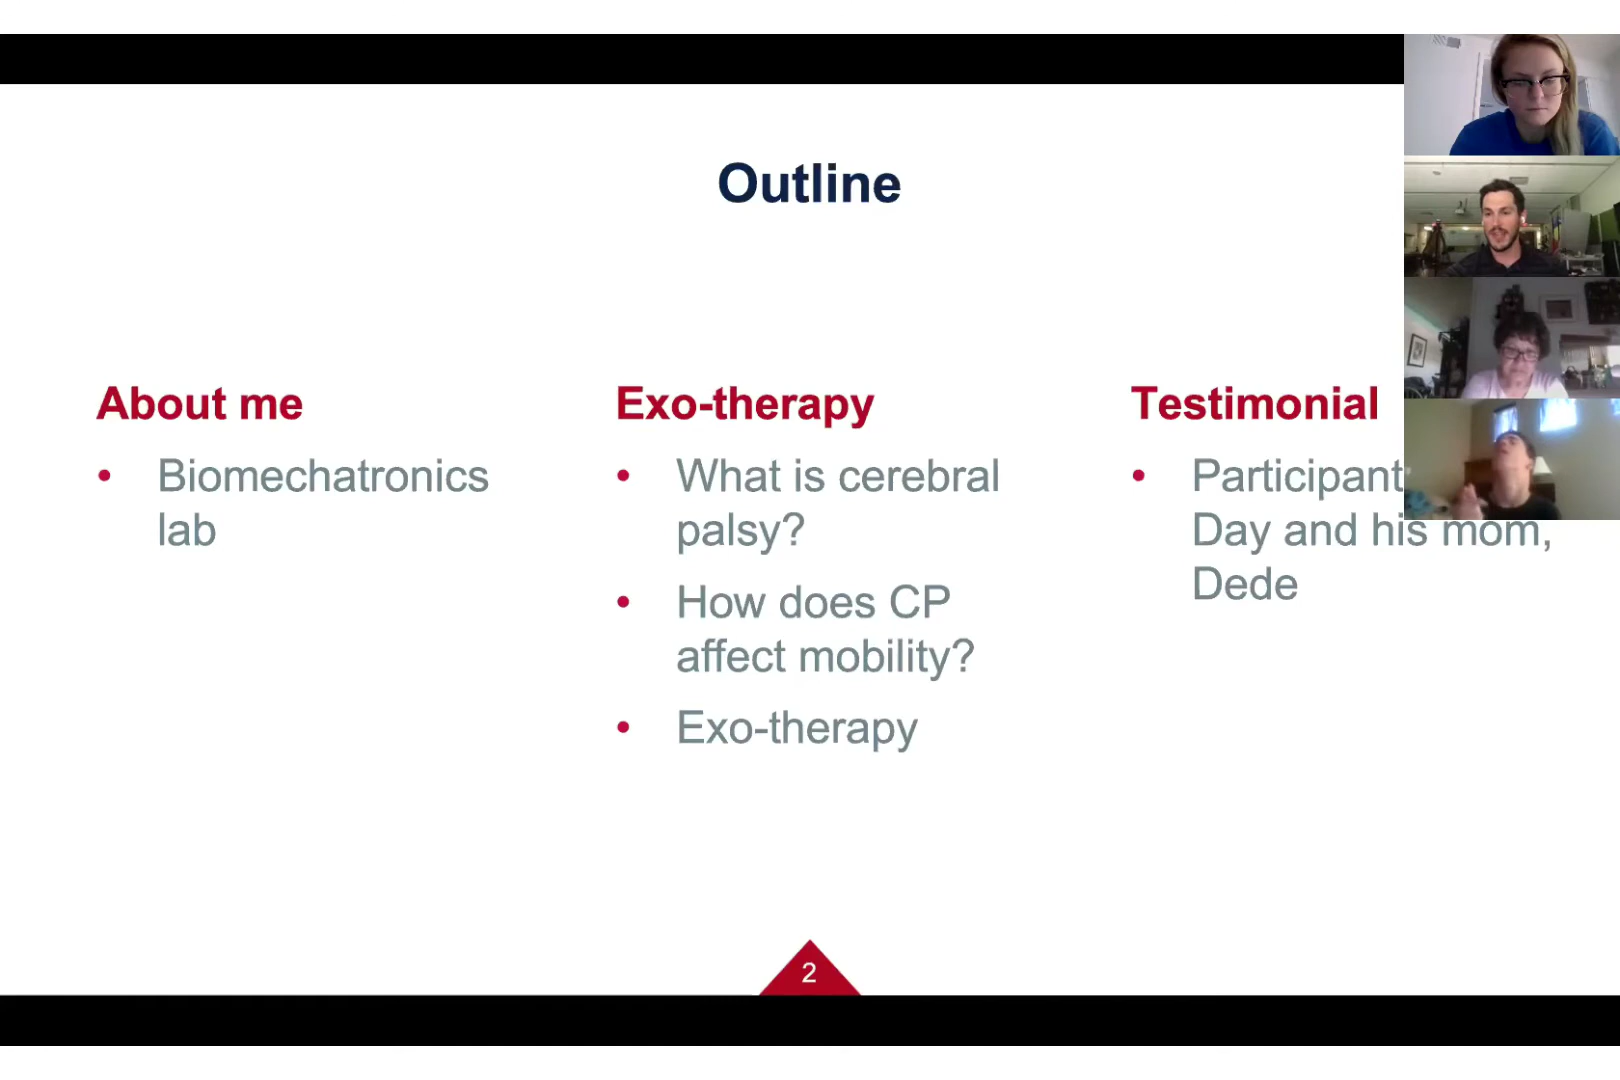 Outline
About me
• Biomechatronics
lab
Exo-therapy
• What is cerebral
palsy?
• How does CP
affect mobility?
• Exo-therapy
Testimonial
• Participant
Day and his mom,
Dede
2